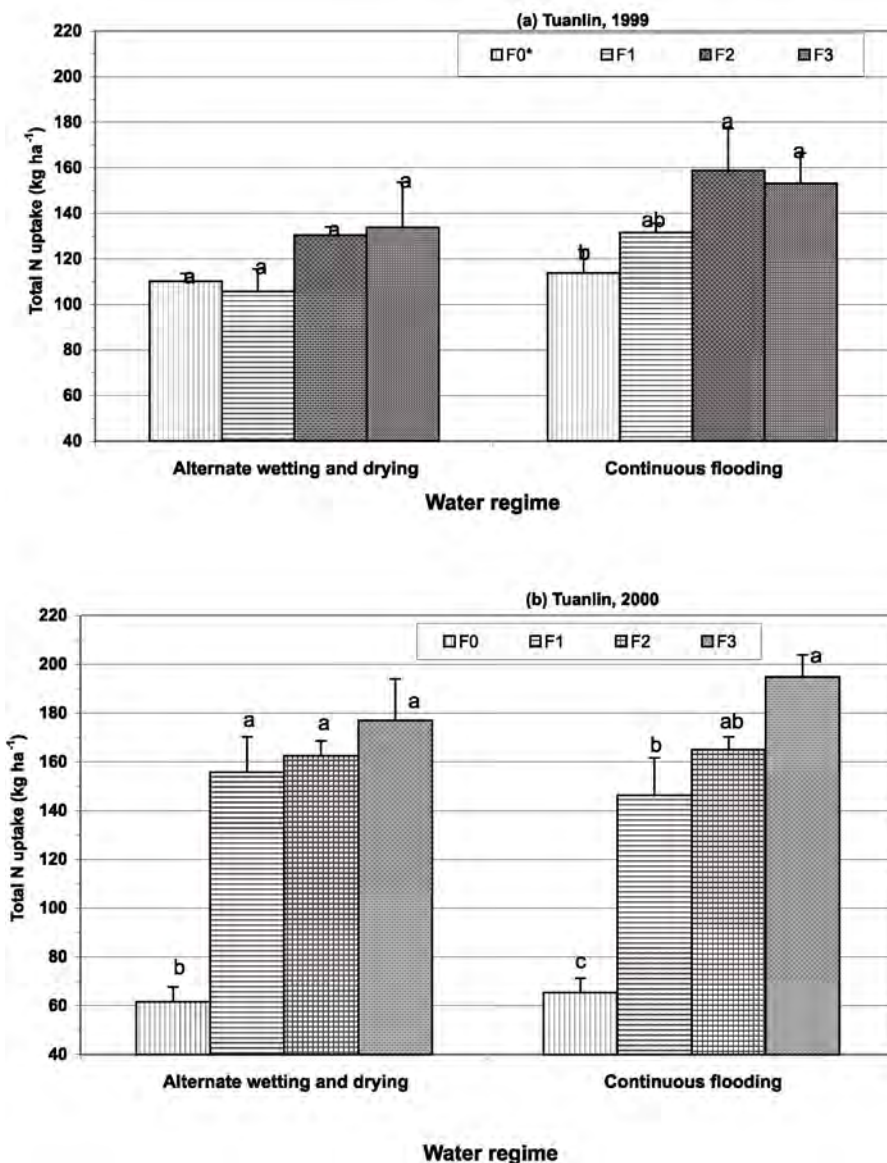 (a) Tuanlin, 1999
F0* F1 F2 F3
Total N uptake (kg ha⁻¹)
220
200
180
160
140
120
100
80
60
40
a a a a b ab a a
Alternate wetting and drying Continuous flooding
Water regime
(b) Tuanlin, 2000
F0 F1 F2 F3
Total N uptake (kg ha⁻¹)
220
200
180
160
140
120
100
80
60
40
b a a a c b ab a
Alternate wetting and drying Continuous flooding
Water regime